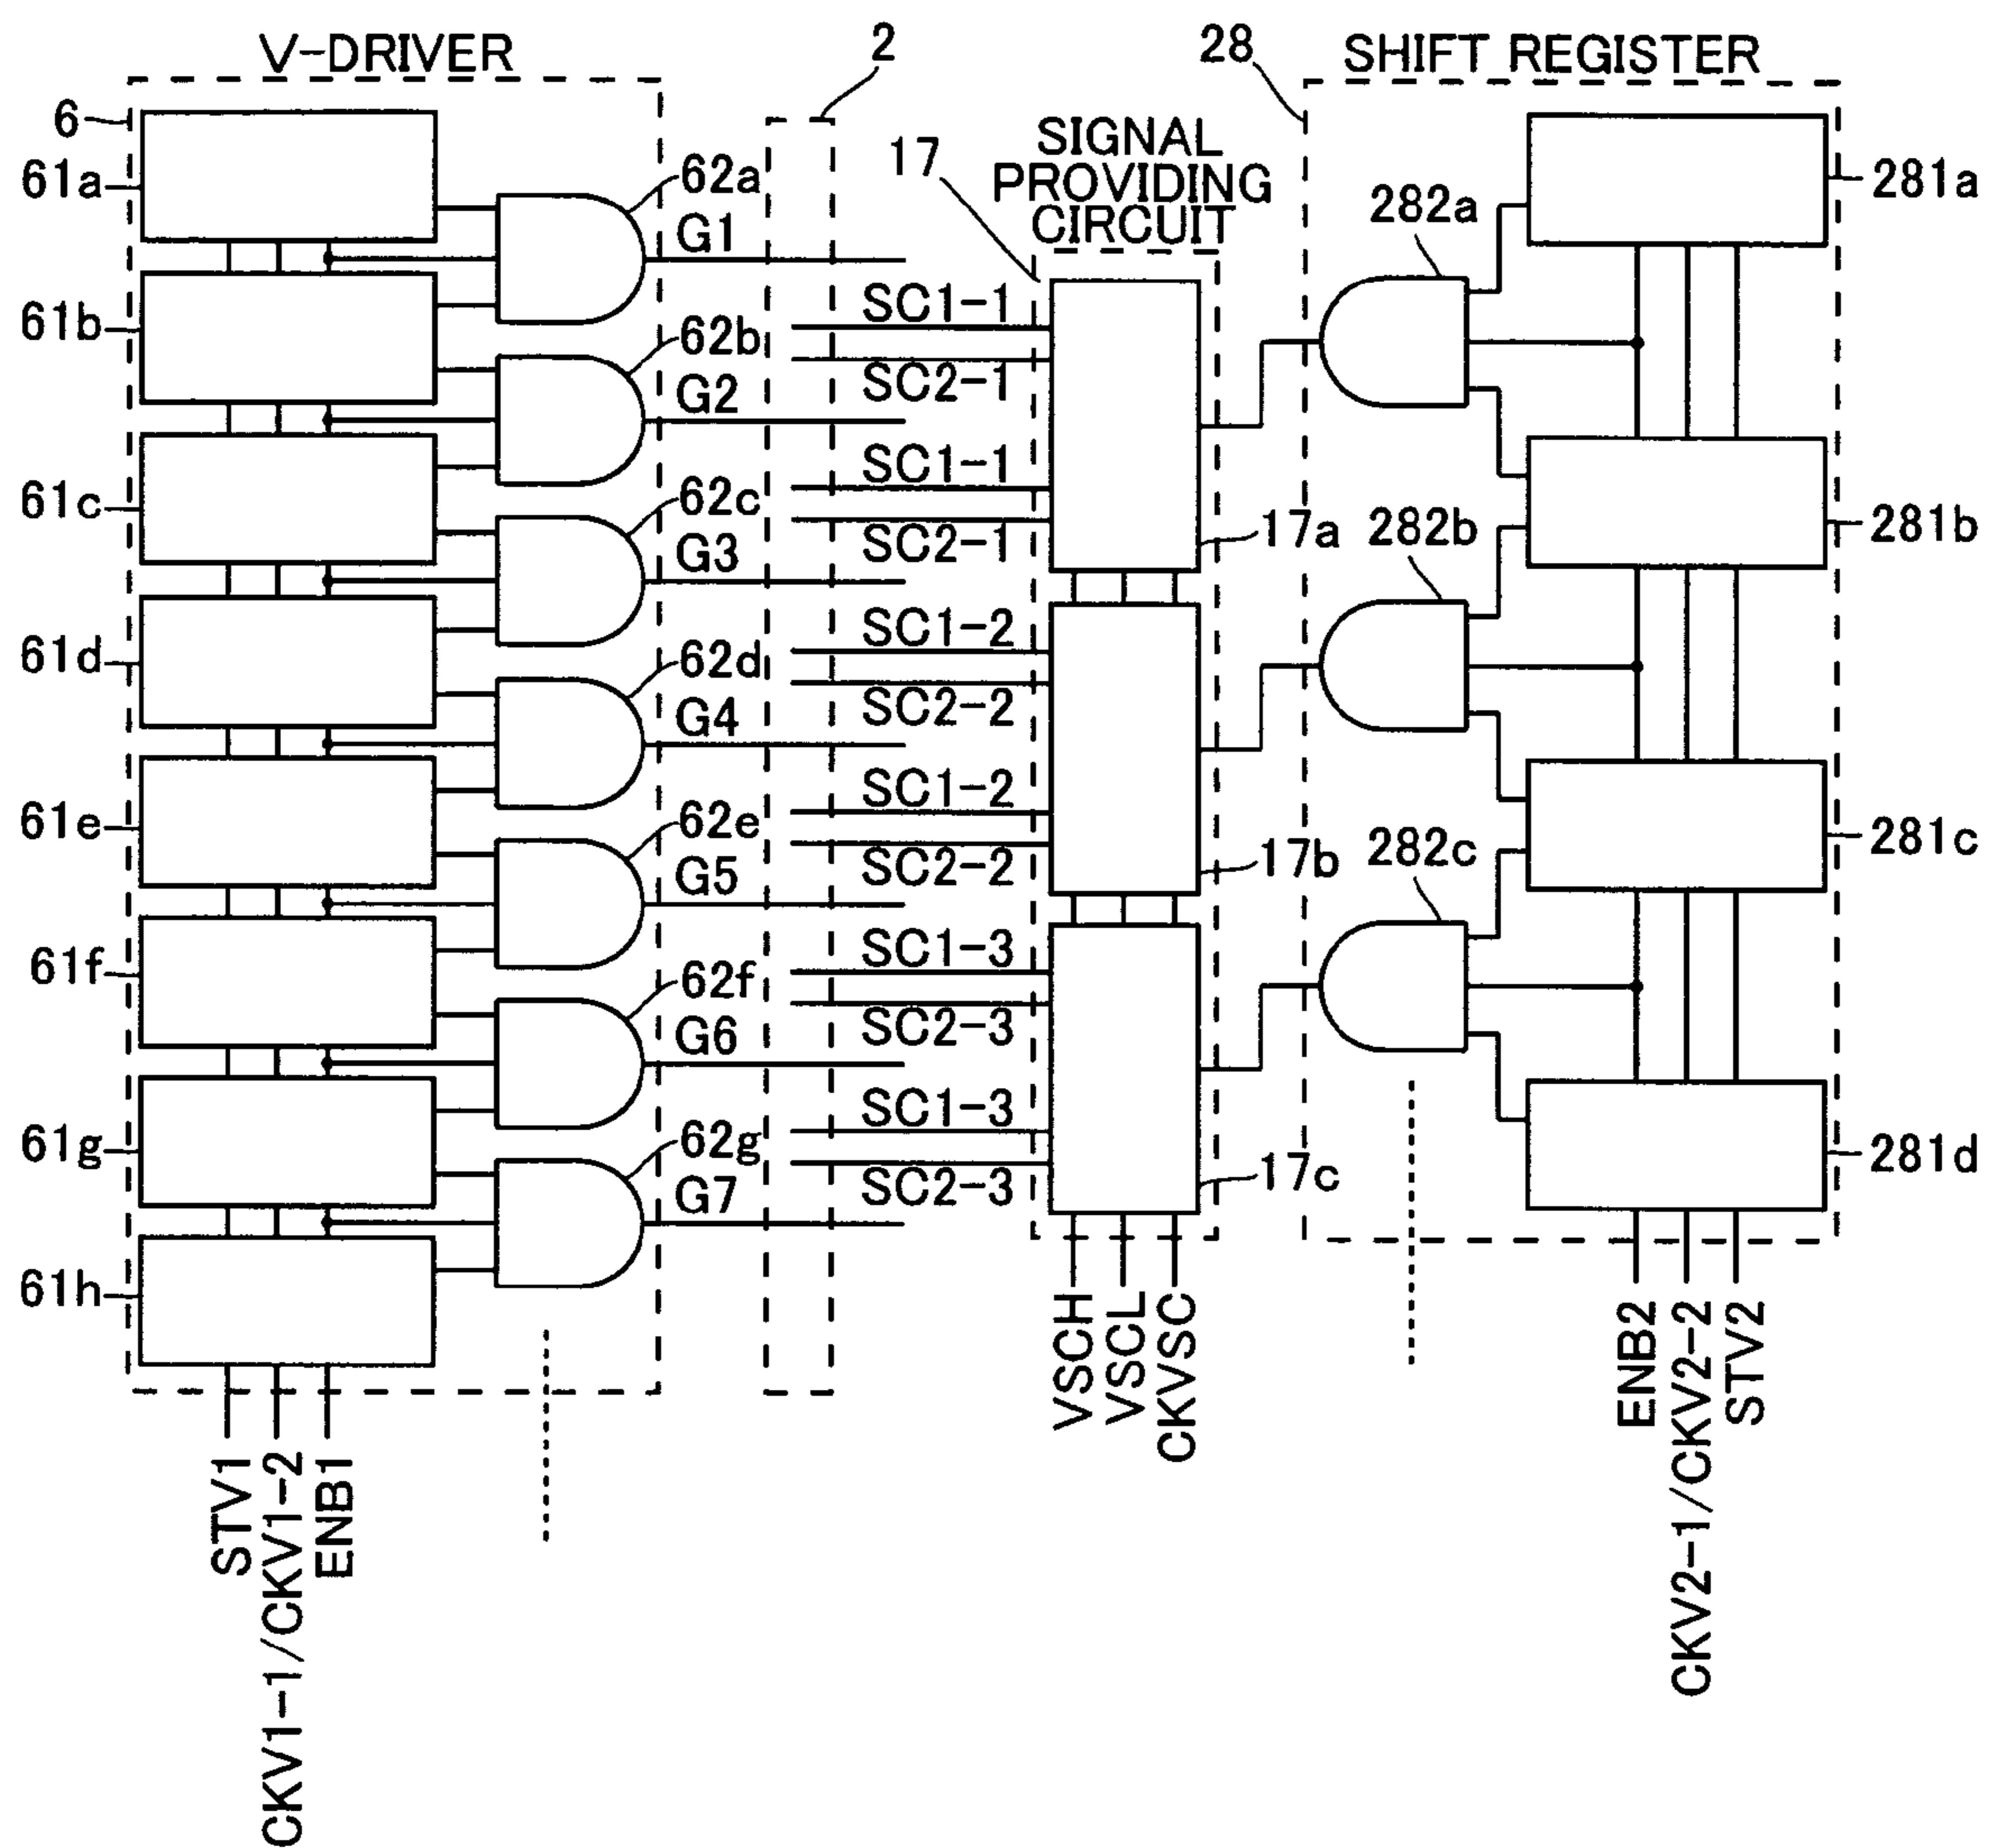 V-DRIVER
2
28
SHIFT REGISTER
6
61a
62a
G1
17
SIGNAL
PROVIDING
CIRCUIT
282a
281a
61b
62b
G2
SC1-1
SC2-1
61c
62c
G3
SC1-1
SC2-1
17a
282b
281b
61d
62d
G4
SC1-2
SC2-2
61e
62e
G5
SC1-2
SC2-2
17b
282c
281c
61f
62f
G6
SC1-3
SC2-3
61g
62g
G7
SC1-3
SC2-3
17c
281d
61h
STV1
CKV1-1/CKV1-2
ENB1
VSCH
VSCL
CKVSC
ENB2
CKV2-1/CKV2-2
STV2